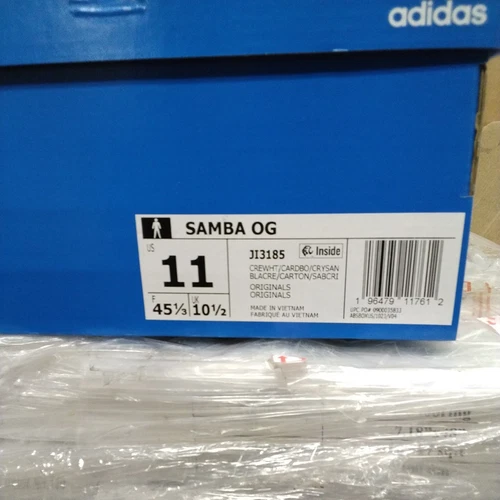 adidas
SAMBA OG
US
11
F
45⅓
UK
10½
JI3185
Inside
CREWHT/CARDBO/CRYSAN
BLACRE/CARTON/SABCRI
ORIGINALS
ORIGINALS
MADE IN VIETNAM
FABRIQUÉ AU VIETNAM
1 96479 11761 2